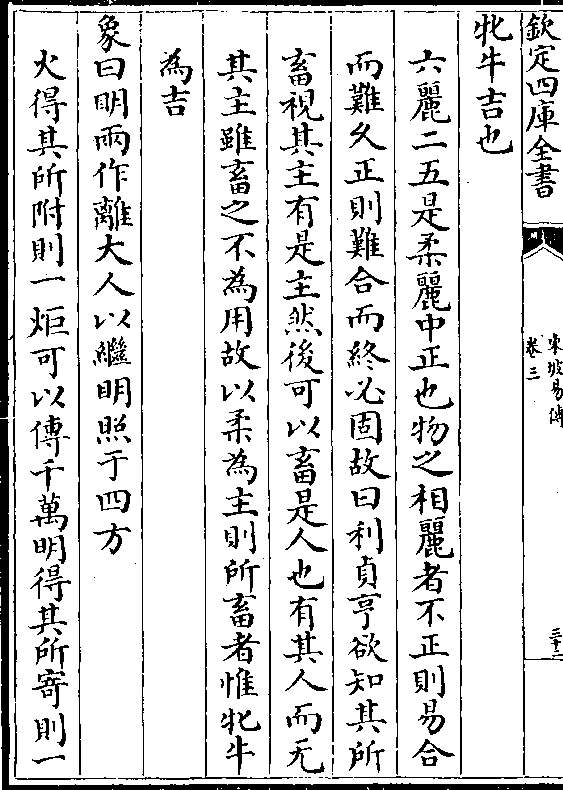 欽定四庫全書
東坡易傳
卷三
三十二
牝牛吉也
六麗二五是柔麗中正也物之相麗者不正則易合
而難久正則難合而終必固故曰利貞亨欲知其所
畜視其主有是主然後可以畜是人也有其人而无
其主雖畜之不為用故以柔為主則所畜者惟牝牛
為吉
象曰明兩作離大人以繼明照于四方
火得其所附則一炬可以傳千萬明得其所寄則一